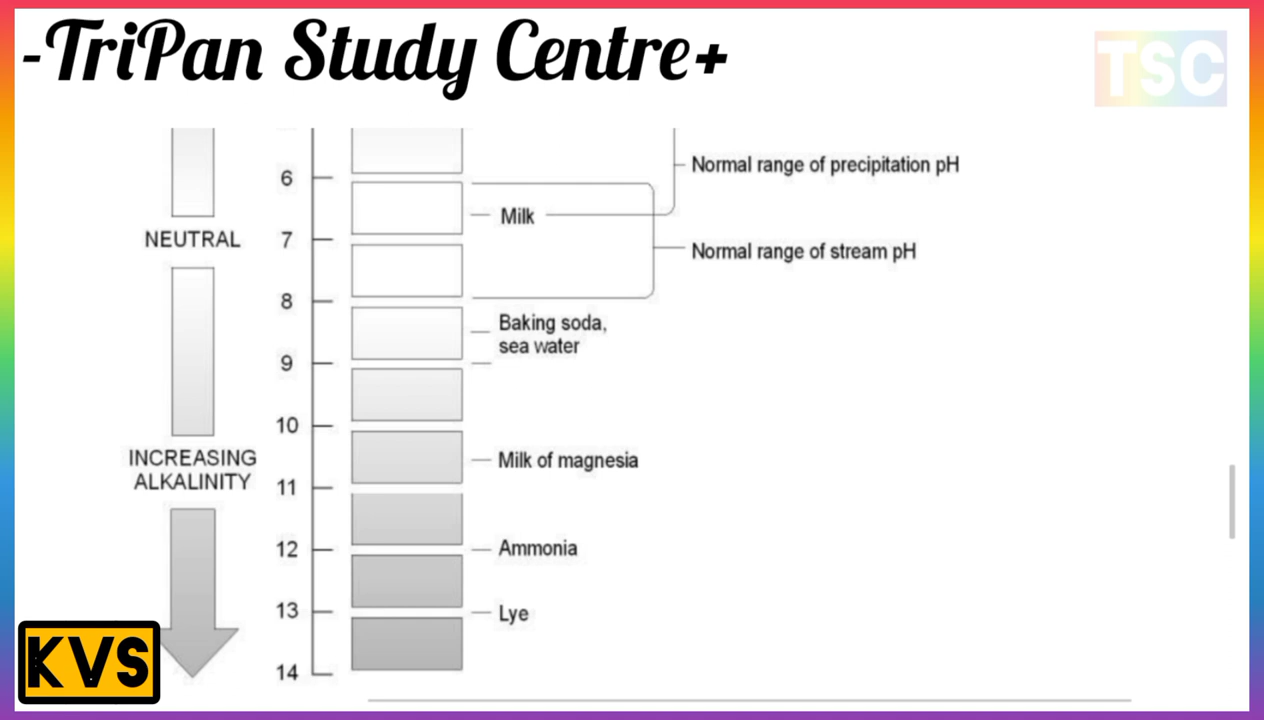 -TriPan Study Centre+
TSC
Normal range of precipitation pH
6
Milk
NEUTRAL
7
Normal range of stream pH
8
Baking soda,
sea water
9
10
INCREASING
ALKALINITY
Milk of magnesia
11
12
Ammonia
13
Lye
KVS
14